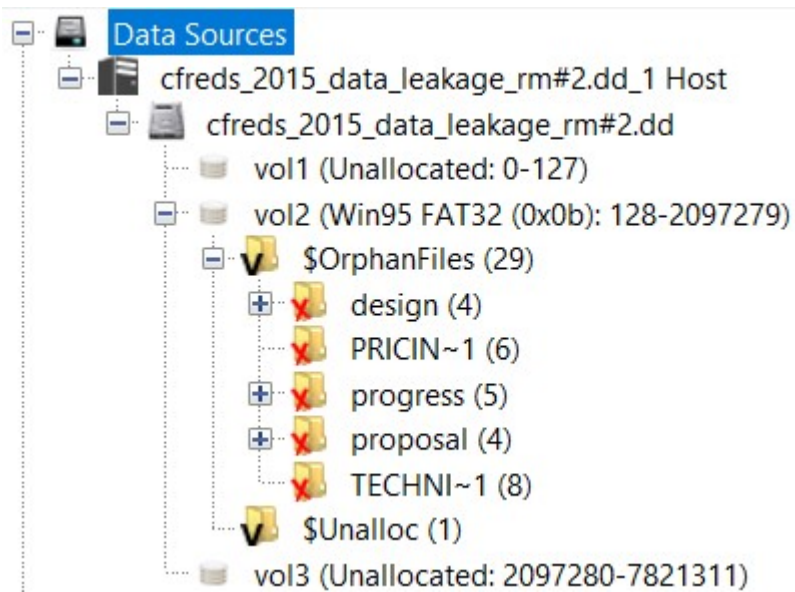 Data Sources
cfreds_2015_data_leakage_rm#2.dd_1 Host
cfreds_2015_data_leakage_rm#2.dd
vol1 (Unallocated: 0-127)
vol2 (Win95 FAT32 (0x0b): 128-2097279)
$OrphanFiles (29)
design (4)
PRICIN~1 (6)
progress (5)
proposal (4)
TECHNI~1 (8)
$Unalloc (1)
vol3 (Unallocated: 2097280-7821311)